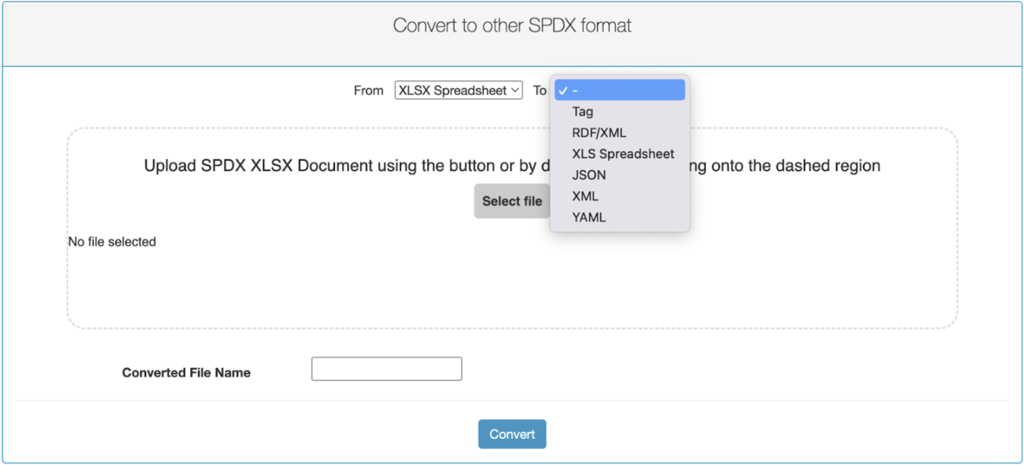 Convert to other SPDX format
From XLSX Spreadsheet To ✓ -
Tag
RDF/XML
XLS Spreadsheet
JSON
XML
YAML
Upload SPDX XLSX Document using the button or by d ng onto the dashed region
Select file
No file selected
Converted File Name
Convert